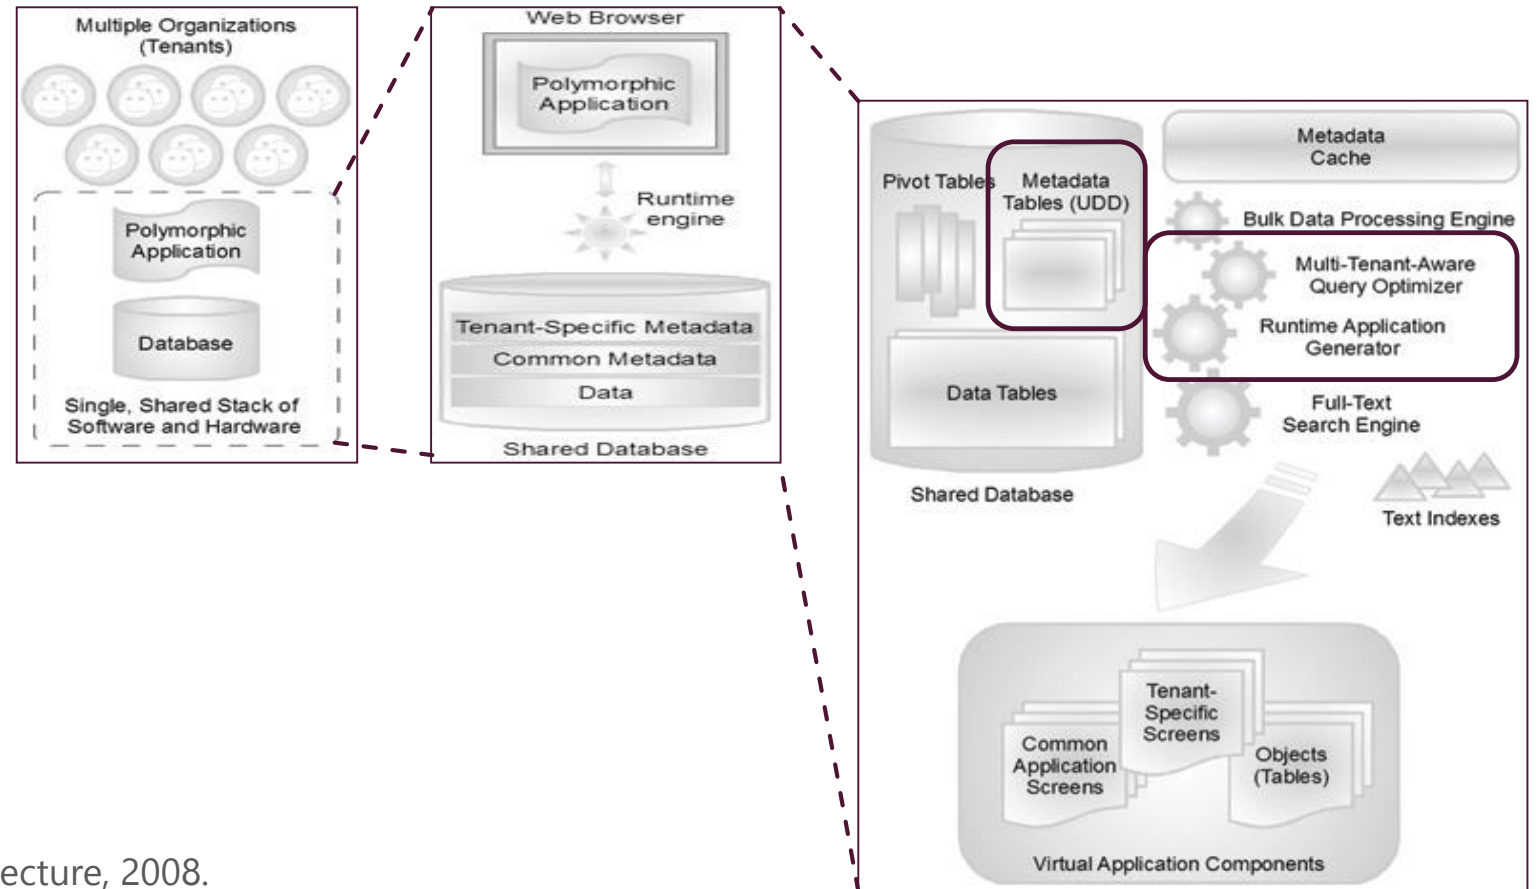 Multiple Organizations
(Tenants)
Polymorphic
Application
Database
Single, Shared Stack of
Software and Hardware
Web Browser
Polymorphic
Application
Runtime
engine
Tenant-Specific Metadata
Common Metadata
Data
Shared Database
Pivot Tables
Metadata
Tables (UDD)
Data Tables
Shared Database
Metadata
Cache
Bulk Data Processing Engine
Multi-Tenant-Aware
Query Optimizer
Runtime Application
Generator
Full-Text
Search Engine
Text Indexes
Common
Application
Screens
Tenant-
Specific
Screens
Objects
(Tables)
Virtual Application Components
ecture, 2008.